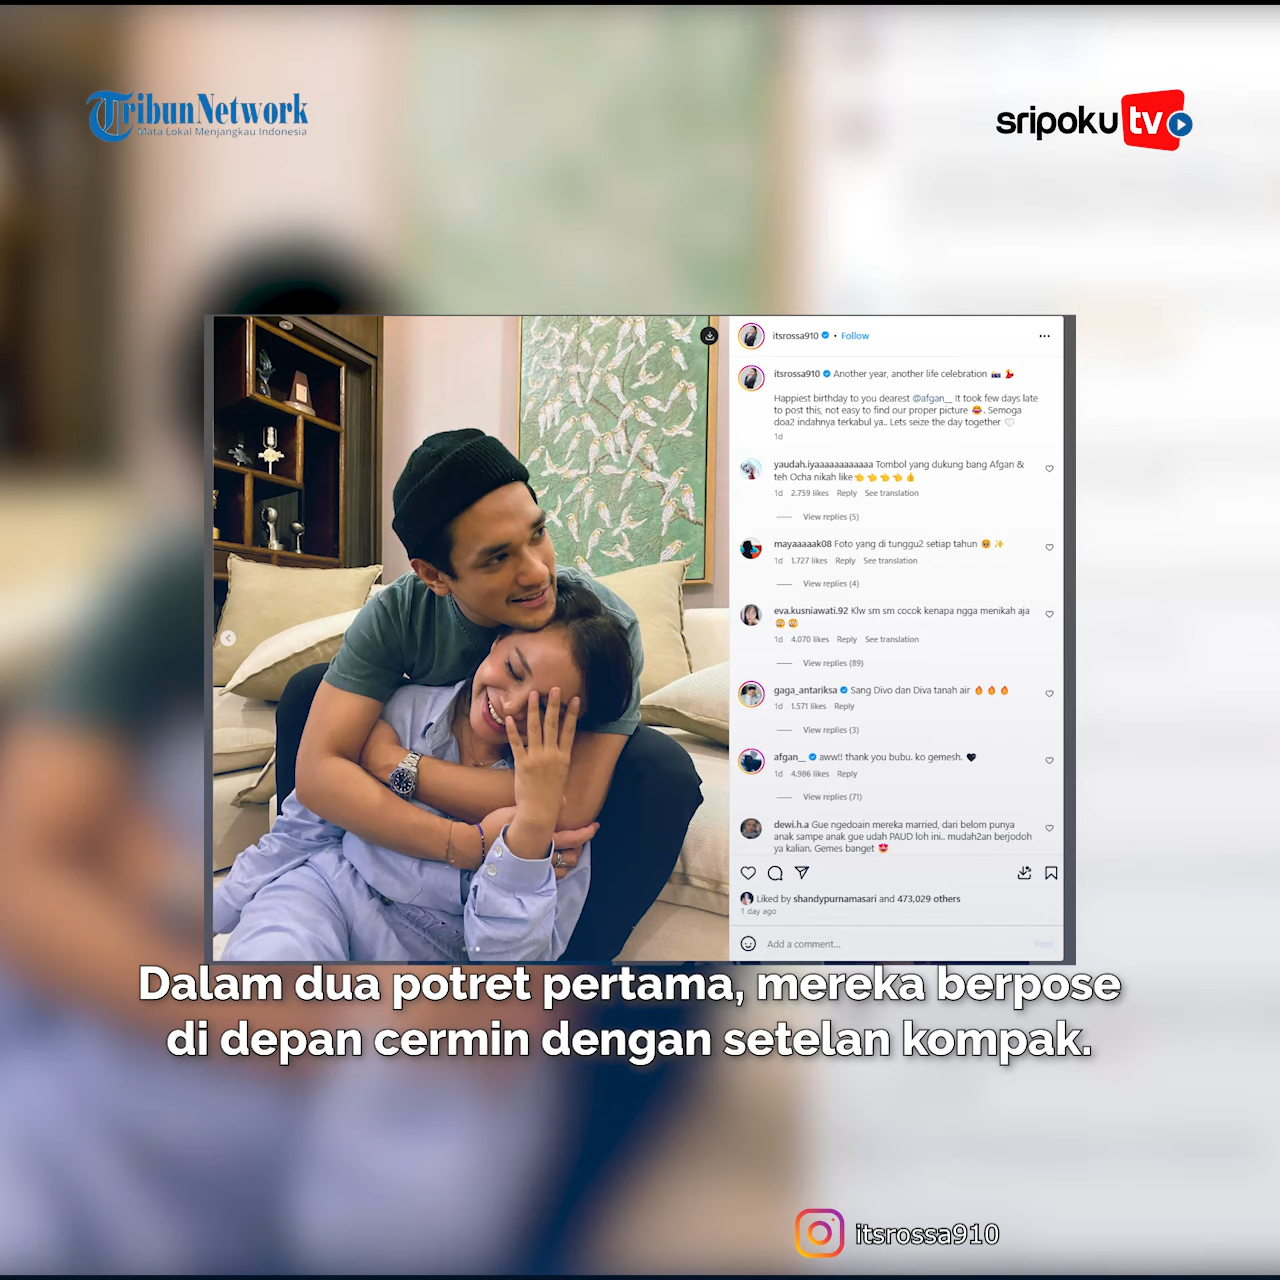 Tribun Network
Mata Lokal Menjangkau Indonesia
sripoku tv
itsrossa910 • Follow
itsrossa910 Another year, another life celebration
Happiest birthday to you dearest @afgan__ It took few days late
to post this, not easy to find our proper picture 😂. Semoga
doa2 indahnya terkabul ya.. Lets seize the day together 🤍
1d
yaudah.iyaaaaaaaaaaaa Tombol yang dukung bang Afgan &
teh Ocha nikah like👈👈👈👈👍
1d 2.759 likes Reply See translation
View replies (5)
mayaaaaak08 Foto yang di tunggu2 setiap tahun 😡✨
1d 1.727 likes Reply See translation
View replies (4)
eva.kusniawati.92 Klw sm sm cocok kenapa ngga menikah aja
😳😳
1d 4.070 likes Reply See translation
View replies (89)
gaga_antariksa Sang Divo dan Diva tanah air 🔥🔥🔥
1d 1.571 likes Reply
View replies (3)
afgan__ aww!! thank you bubu. ko gemesh. 🖤
1d 4.986 likes Reply
View replies (71)
dewi.h.a Gue ngedoain mereka married, dari belom punya
anak sampe anak gue udah PAUD loh ini.. mudah2an berjodoh
ya kalian. Gemes banget 🤩
Liked by shandypurnamasari and 473,029 others
1 day ago
Add a comment... Post
Dalam dua potret pertama, mereka berpose
di depan cermin dengan setelan kompak.
itsrossa910